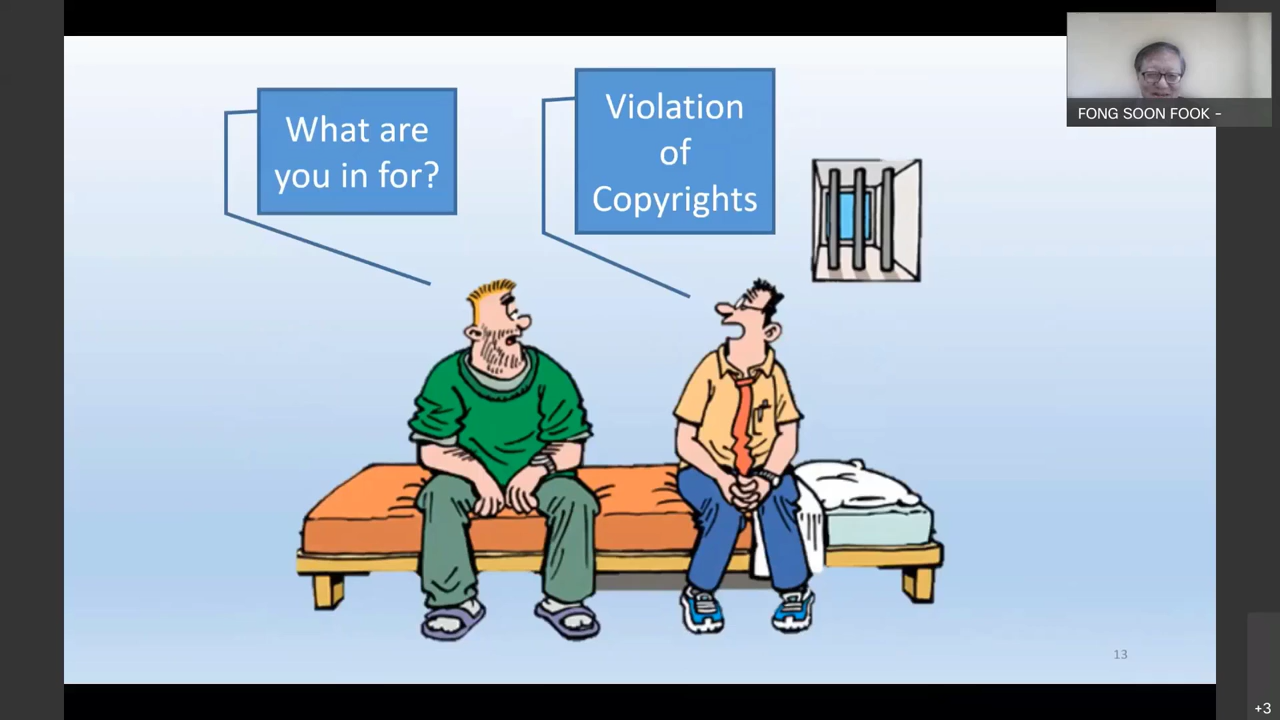 What are
you in for?
Violation
of
Copyrights
FONG SOON FOOK -
13
+3